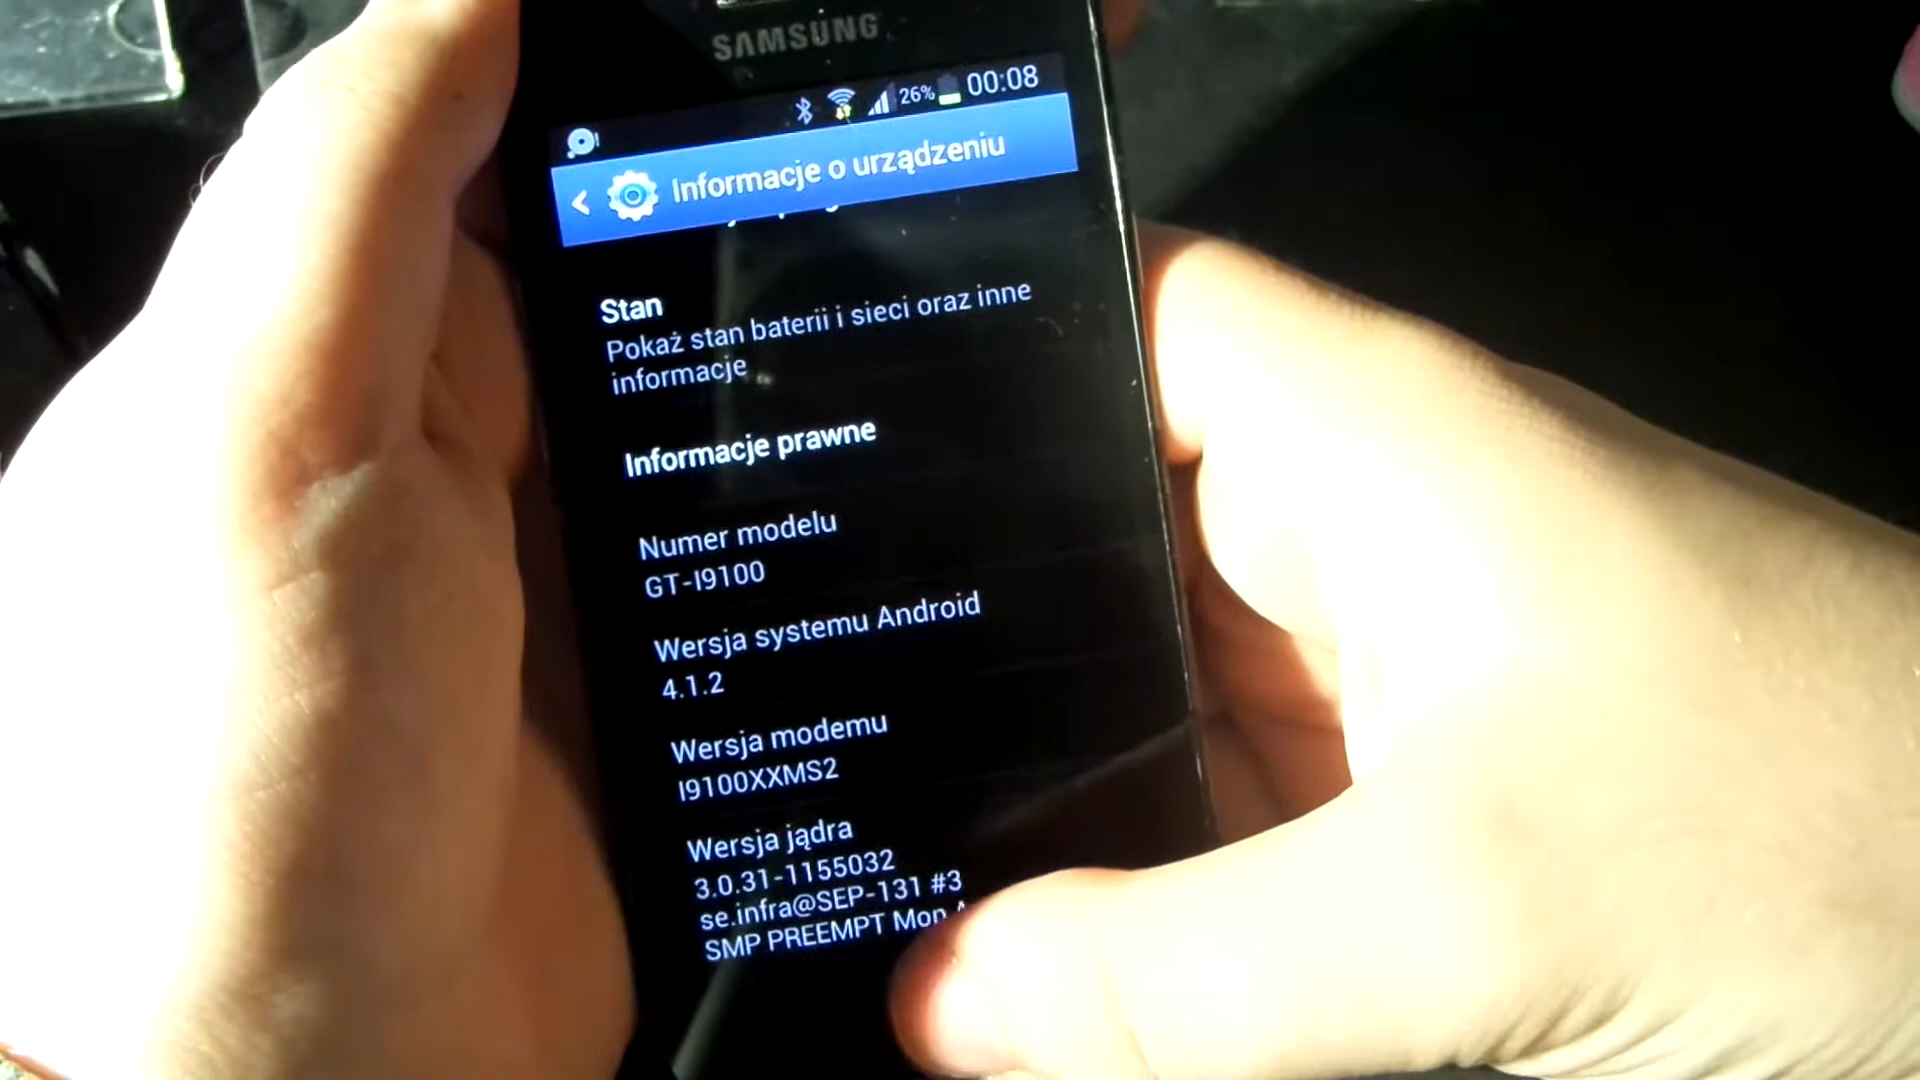 SAMSUNG
26% 00:08
Informacje o urządzeniu
Stan
Pokaż stan baterii i sieci oraz inne
informacje
Informacje prawne
Numer modelu
GT-I9100
Wersja systemu Android
4.1.2
Wersja modemu
I9100XXMS2
Wersja jądra
3.0.31-1155032
se.infra@SEP-131 #3
SMP PREEMPT Mon